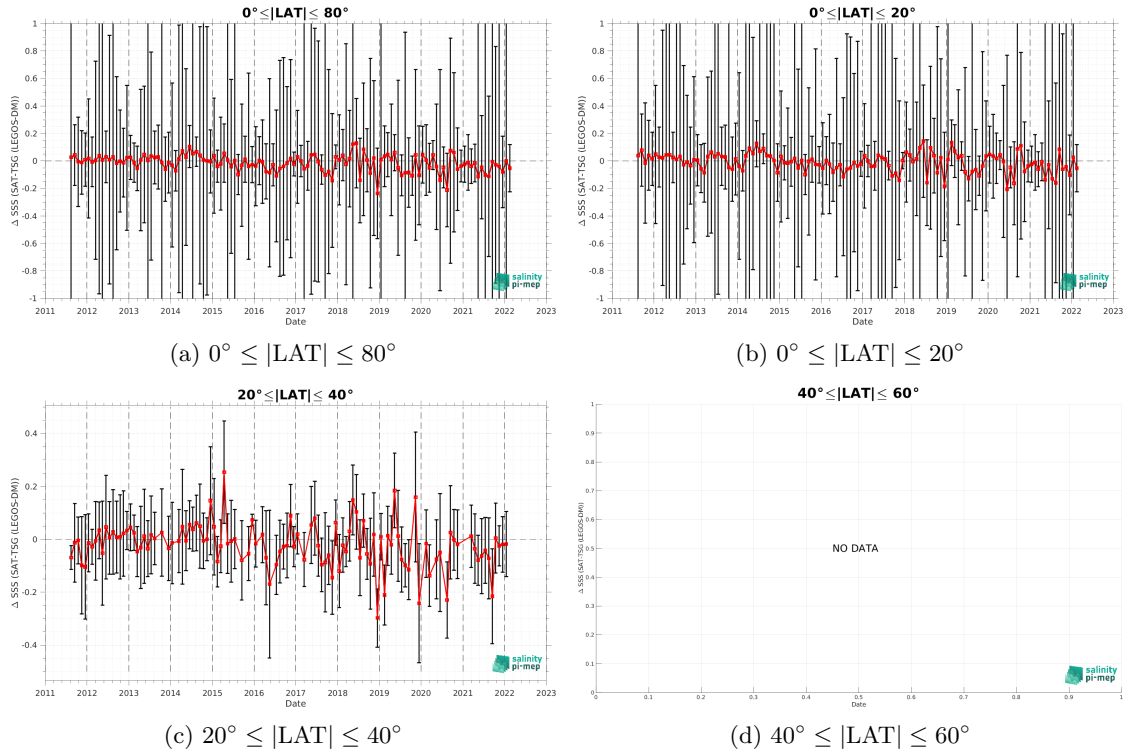 0°≤|LAT|≤ 80°
Δ SSS (SAT-TSG (LEGOS-DM))
1
0.8
0.6
0.4
0.2
0
-0.2
-0.4
-0.6
-0.8
-1
2011 2012 2013 2014 2015 2016 2017 2018 2019 2020 2021 2022 2023
Date
salinity
pi-mep
(a) 0° ≤ |LAT| ≤ 80°
0°≤|LAT|≤ 20°
Δ SSS (SAT-TSG (LEGOS-DM))
1
0.8
0.6
0.4
0.2
0
-0.2
-0.4
-0.6
-0.8
-1
2011 2012 2013 2014 2015 2016 2017 2018 2019 2020 2021 2022 2023
Date
salinity
pi-mep
(b) 0° ≤ |LAT| ≤ 20°
20°≤|LAT|≤ 40°
Δ SSS (SAT-TSG (LEGOS-DM))
0.4
0.2
0
-0.2
-0.4
2011 2012 2013 2014 2015 2016 2017 2018 2019 2020 2021 2022 2023
Date
salinity
pi-mep
(c) 20° ≤ |LAT| ≤ 40°
40°≤|LAT|≤ 60°
Δ SSS (SAT-TSG (LEGOS-DM))
1
0.9
0.8
0.7
0.6
0.5
0.4
0.3
0.2
0.1
0
NO DATA
0 0.1 0.2 0.3 0.4 0.5 0.6 0.7 0.8 0.9 1
Date
salinity
pi-mep
(d) 40° ≤ |LAT| ≤ 60°